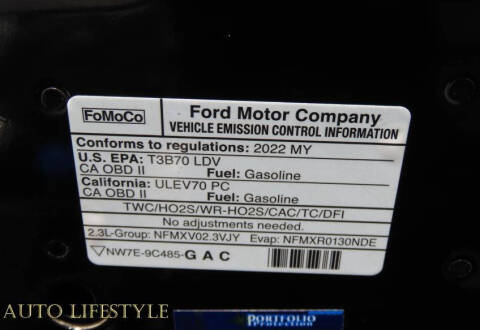 FoMoCo
Ford Motor Company
VEHICLE EMISSION CONTROL INFORMATION
Conforms to regulations: 2022 MY
U.S. EPA: T3B70 LDV
CA OBD II Fuel: Gasoline
California: ULEV70 PC
CA OBD II Fuel: Gasoline
TWC/HO2S/WR-HO2S/CAC/TC/DFI
No adjustments needed.
2.3L-Group: NFMXV02.3VJY Evap: NFMXR0130NDE
NW7E-9C485-GAC
AUTO LIFESTYLE
PORTFOLIO